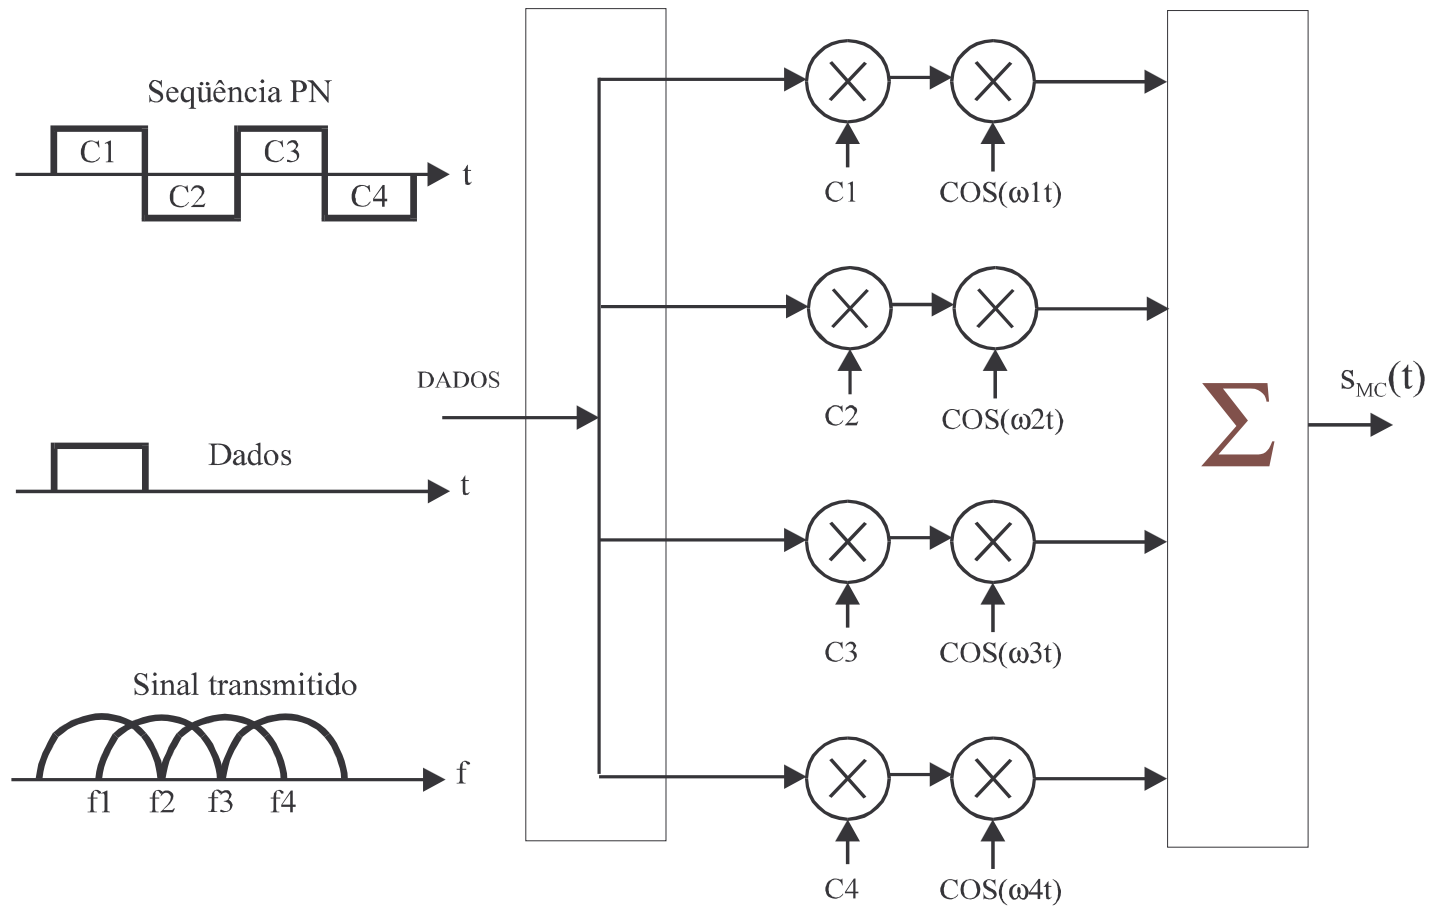 Seqüência PN
C1
C3
t
C2
C4
DADOS
Dados
t
Sinal transmitido
f
f1
f2
f3
f4
C1
COS(ω1t)
C2
COS(ω2t)
C3
COS(ω3t)
C4
COS(ω4t)
Σ
sMC(t)